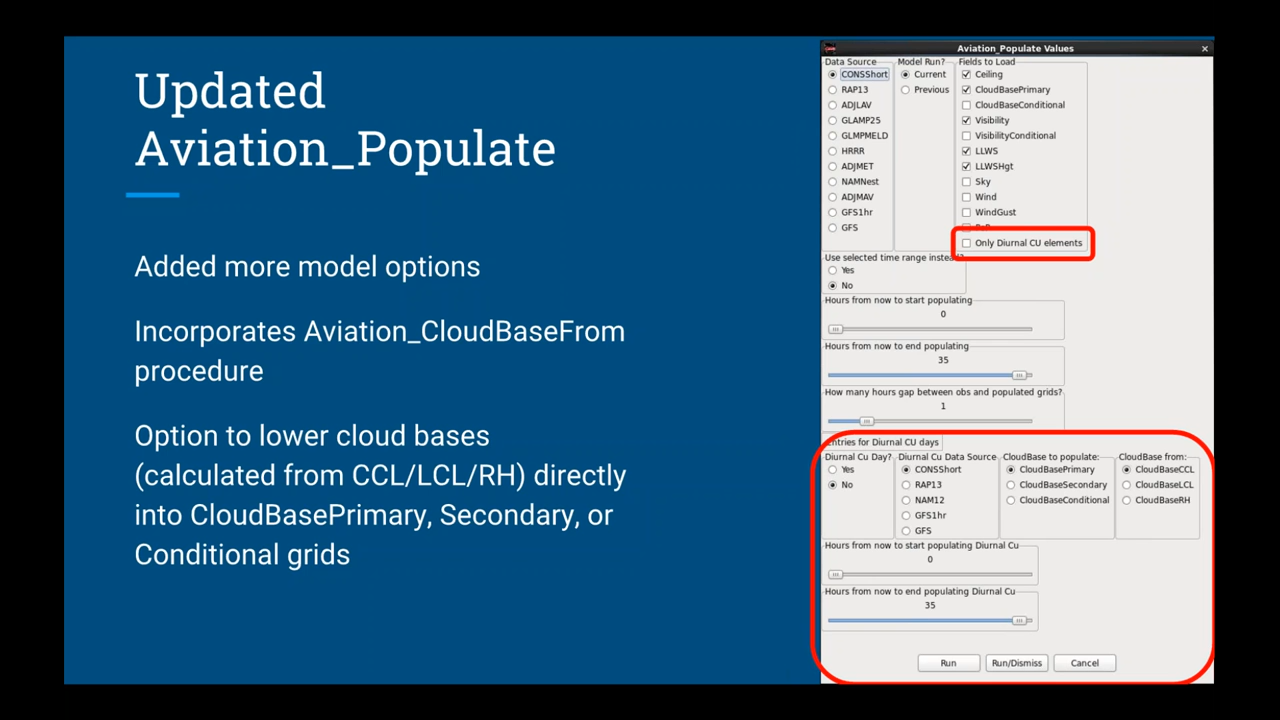 Updated
Aviation_Populate
Added more model options
Incorporates Aviation_CloudBaseFrom
procedure
Option to lower cloud bases
(calculated from CCL/LCL/RH) directly
into CloudBasePrimary, Secondary, or
Conditional grids
Aviation_Populate Values
Data Source
CONSShort
RAP13
ADJLAV
GLAMP25
GLMPMELD
HRRR
ADJMET
NAMNest
ADJMAV
GFS1hr
GFS
Model Run?
Current
Previous
Fields to Load
Ceiling
CloudBasePrimary
CloudBaseConditional
Visibility
VisibilityConditional
LLWS
LLWSHgt
Sky
Wind
WindGust
Only Diurnal CU elements
Use selected time range instead?
Yes
No
Hours from now to start populating
0
Hours from now to end populating
35
How many hours gap between obs and populated grids?
1
Entries for Diurnal CU days
Diurnal Cu Day?
Yes
No
Diurnal Cu Data Source
CONSShort
RAP13
NAM12
GFS1hr
GFS
CloudBase to populate:
CloudBasePrimary
CloudBaseSecondary
CloudBaseConditional
CloudBase from:
CloudBaseCCL
CloudBaseLCL
CloudBaseRH
Hours from now to start populating Diurnal Cu
0
Hours from now to end populating Diurnal Cu
35
Run
Run/Dismiss
Cancel